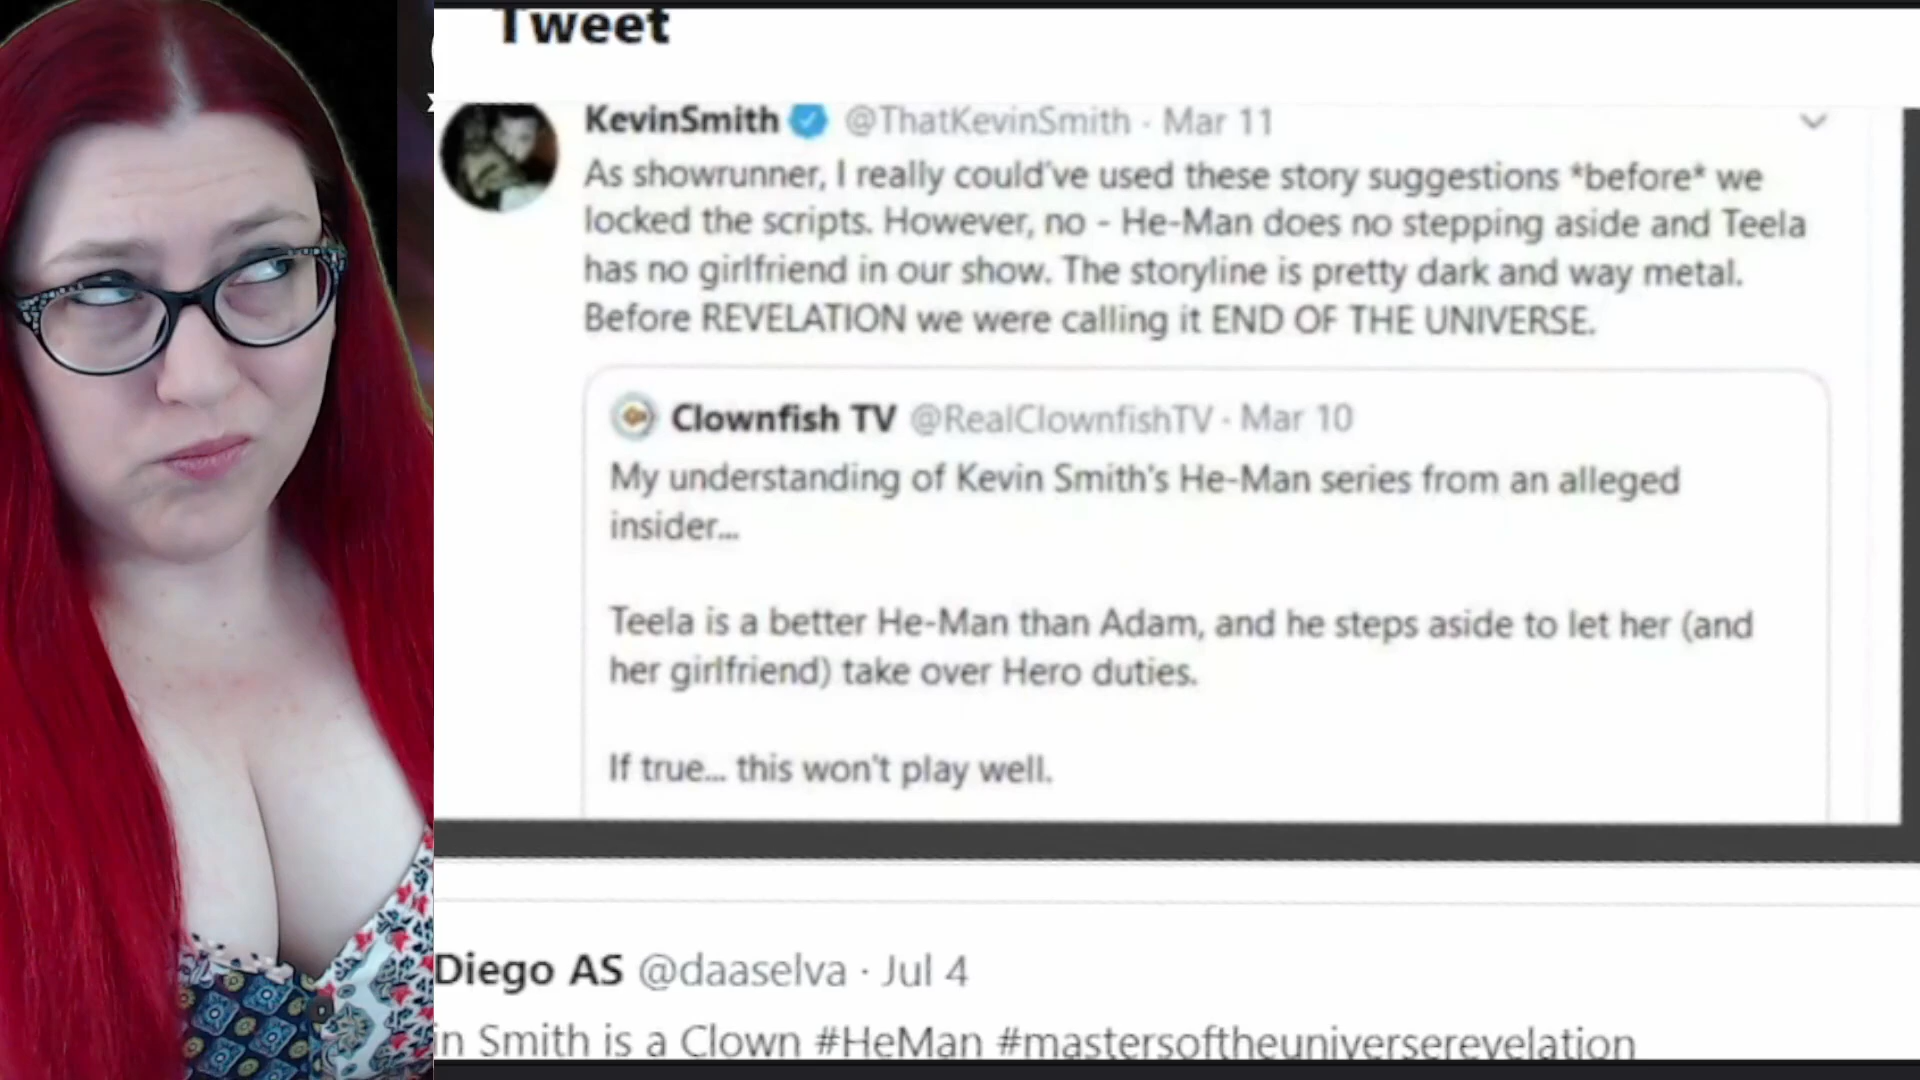 Tweet
KevinSmith @ThatKevinSmith · Mar 11
As showrunner, I really could've used these story suggestions *before* we
locked the scripts. However, no - He-Man does no stepping aside and Teela
has no girlfriend in our show. The storyline is pretty dark and way metal.
Before REVELATION we were calling it END OF THE UNIVERSE.
Clownfish TV @RealClownfishTV · Mar 10
My understanding of Kevin Smith's He-Man series from an alleged
insider...
Teela is a better He-Man than Adam, and he steps aside to let her (and
her girlfriend) take over Hero duties.
If true... this won't play well.
Diego AS @daaselva · Jul 4
in Smith is a Clown #HeMan #mastersoftheuniverserevelation